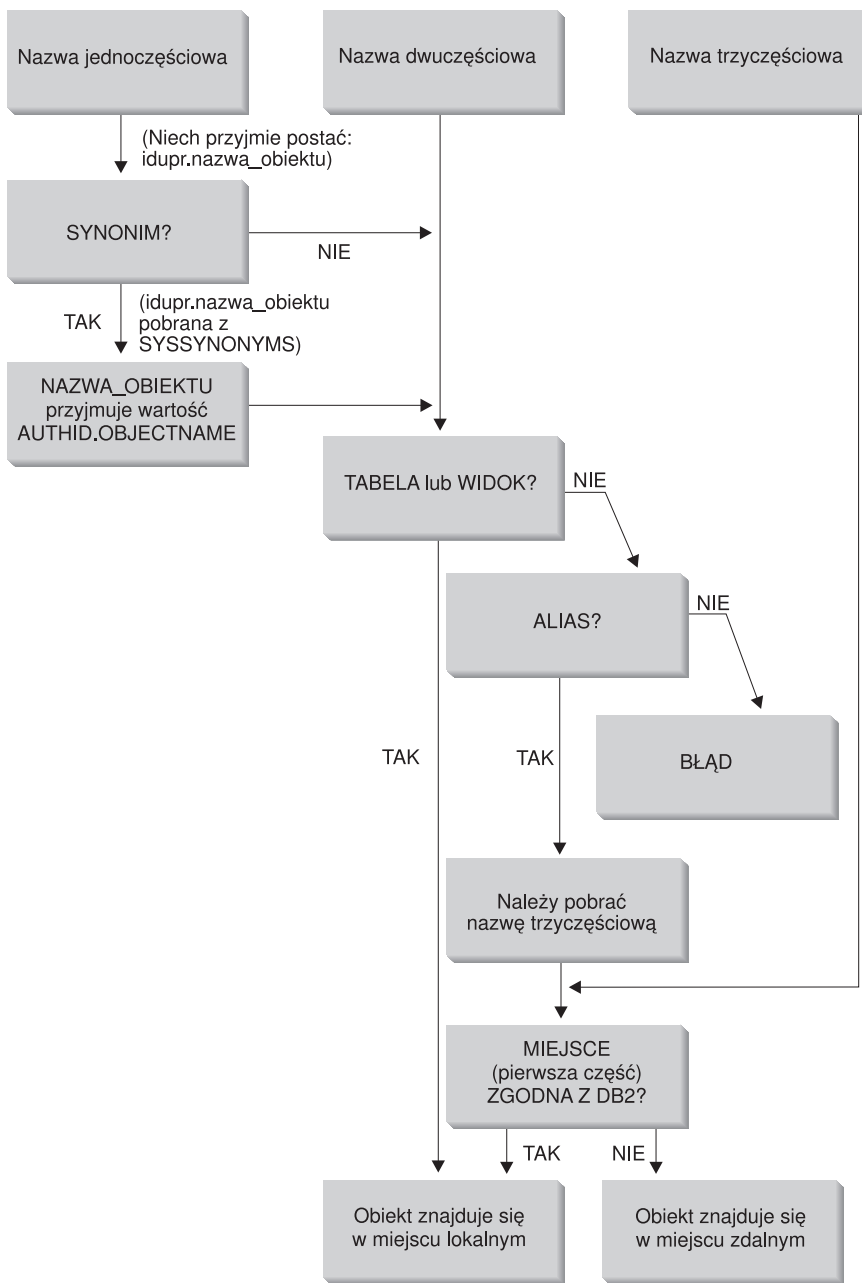 Nazwa jednoczęściowa
Nazwa dwuczęściowa
Nazwa trzyczęściowa
(Niech przyjmie postać:
idupr.nazwa_obiektu)
SYNONIM?
NIE
TAK
(idupr.nazwa_obiektu
pobrana z
SYSSYNONYMS)
NAZWA_OBIEKTU
przyjmuje wartość
AUTHID.OBJECTNAME
TABELA lub WIDOK?
NIE
ALIAS?
NIE
TAK
TAK
BŁĄD
Należy pobrać
nazwę trzyczęściową
MIEJSCE
(pierwsza część)
ZGODNA Z DB2?
TAK
NIE
Obiekt znajduje się
w miejscu lokalnym
Obiekt znajduje się
w miejscu zdalnym